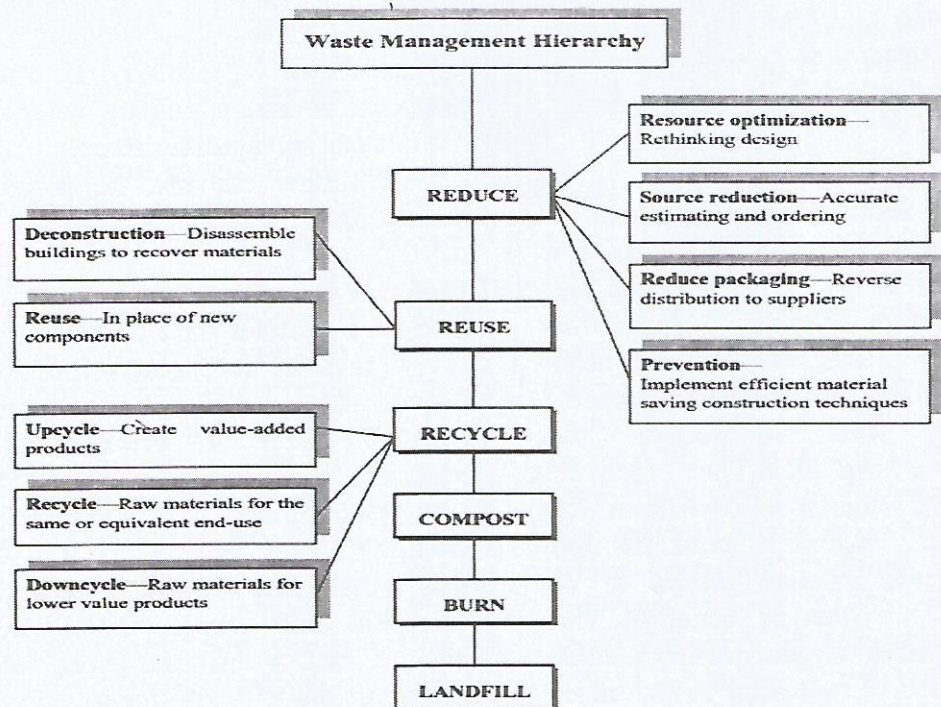 Waste Management Hierarchy
REDUCE
Resource optimization—
Rethinking design
Source reduction—Accurate
estimating and ordering
Reduce packaging—Reverse
distribution to suppliers
Prevention—
Implement efficient material
saving construction techniques
REUSE
Deconstruction—Disassemble
buildings to recover materials
Reuse—In place of new
components
RECYCLE
Upcycle—Create value-added
products
Recycle—Raw materials for the
same or equivalent end-use
Downcycle—Raw materials for
lower value products
COMPOST
BURN
LANDFILL